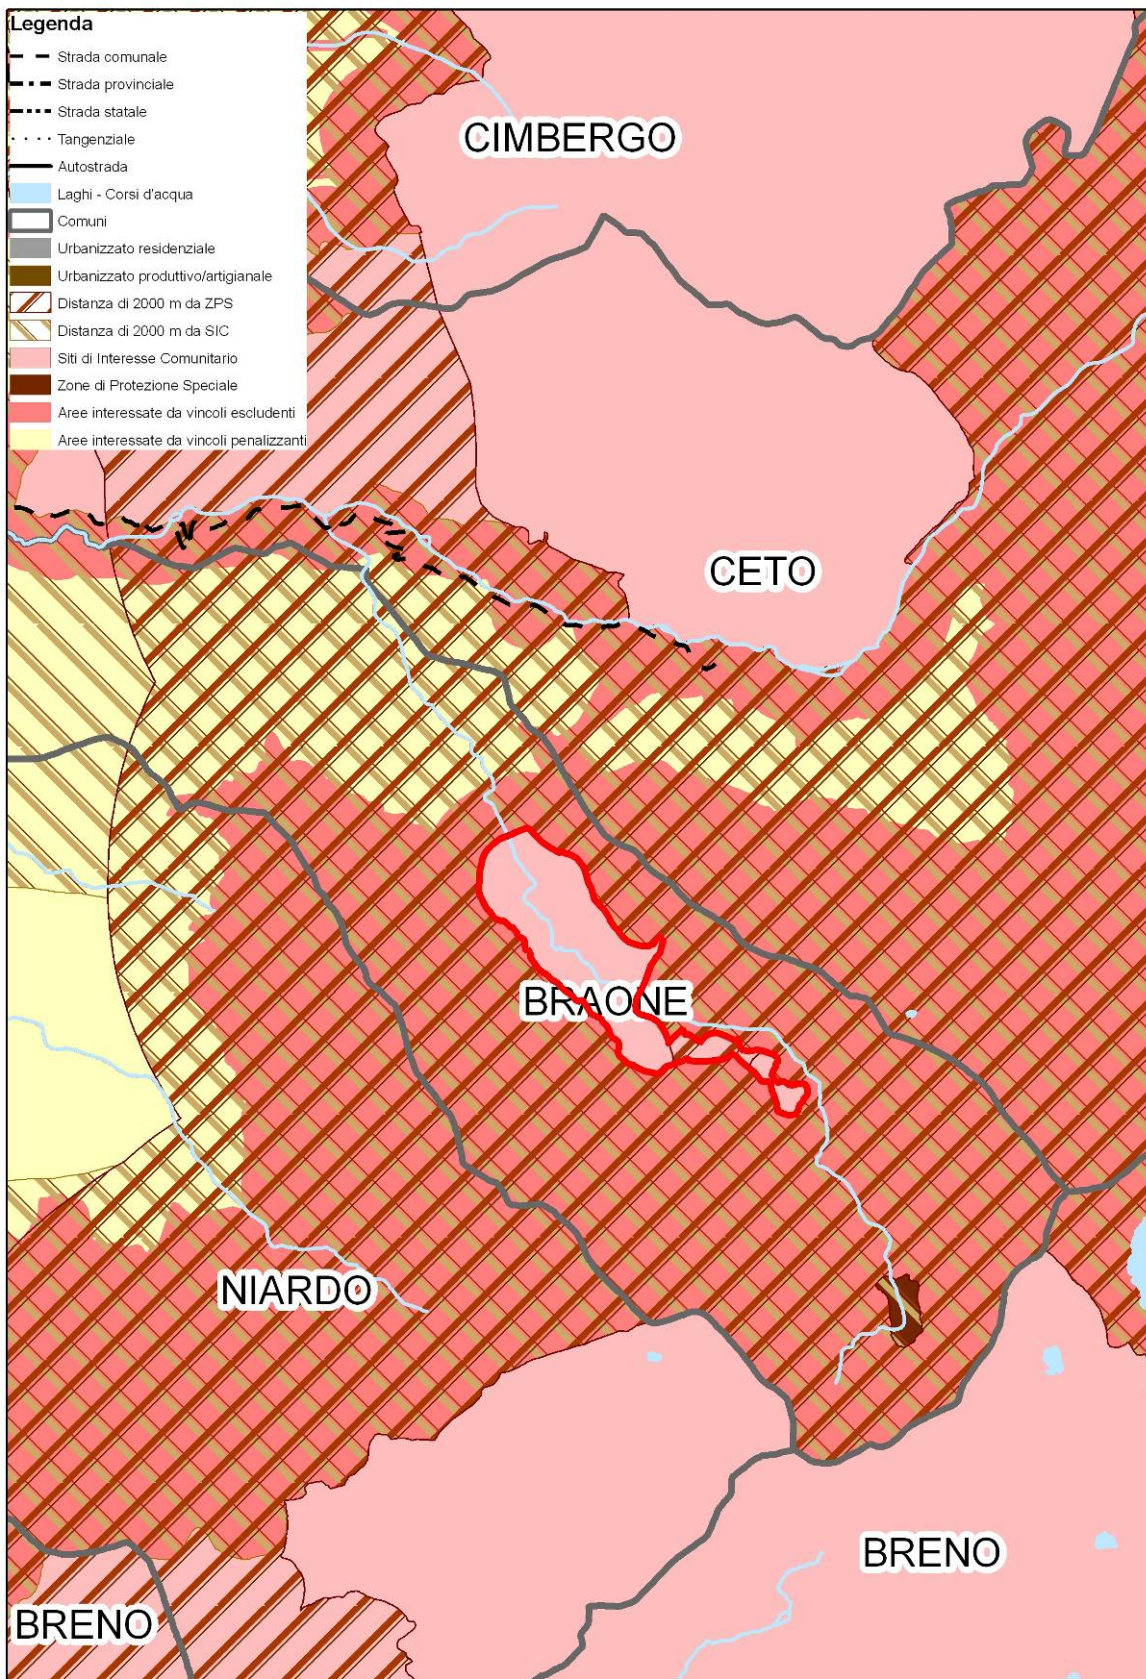 Legenda
Strada comunale
Strada provinciale
Strada statale
Tangenziale
Autostrada
Laghi - Corsi d'acqua
Comuni
Urbanizzato residenziale
Urbanizzato produttivo/artigianale
Distanza di 2000 m da ZPS
Distanza di 2000 m da SIC
Siti di Interesse Comunitario
Zone di Protezione Speciale
Aree interessate da vincoli escludenti
Aree interessate da vincoli penalizzanti
CIMBERGO
CETO
BRAONE
NIARDO
BRENO
BRENO